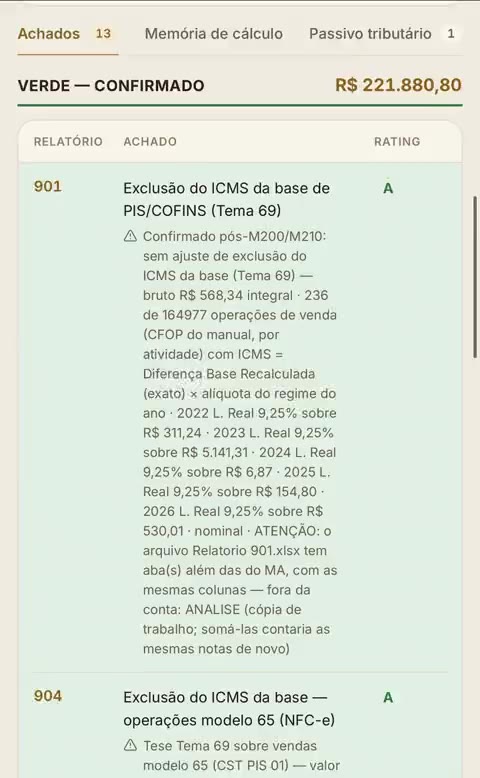 Achados 13 Memória de cálculo Passivo tributário 1
VERDE — CONFIRMADO R$ 221.880,80
RELATÓRIO ACHADO RATING
901 Exclusão do ICMS da base de A
PIS/COFINS (Tema 69)
Confirmado pós-M200/M210:
sem ajuste de exclusão do
ICMS da base (Tema 69) —
bruto R$ 568,34 integral · 236
de 164977 operações de venda
(CFOP do manual, por
atividade) com ICMS =
Diferença Base Recalculada
(exato) × alíquota do regime do
ano · 2022 L. Real 9,25% sobre
R$ 311,24 · 2023 L. Real 9,25%
sobre R$ 5.141,31 · 2024 L. Real
9,25% sobre R$ 6,87 · 2025 L.
Real 9,25% sobre R$ 154,80 ·
2026 L. Real 9,25% sobre R$
530,01 · nominal · ATENÇÃO: o
arquivo Relatorio 901.xlsx tem
aba(s) além das do MA, com as
mesmas colunas — fora da
conta: ANALISE (cópia de
trabalho; somá-las contaria as
mesmas notas de novo)
904 Exclusão do ICMS da base — A
operações modelo 65 (NFC-e)
Tese Tema 69 sobre vendas
modelo 65 (CST PIS 01) — valor